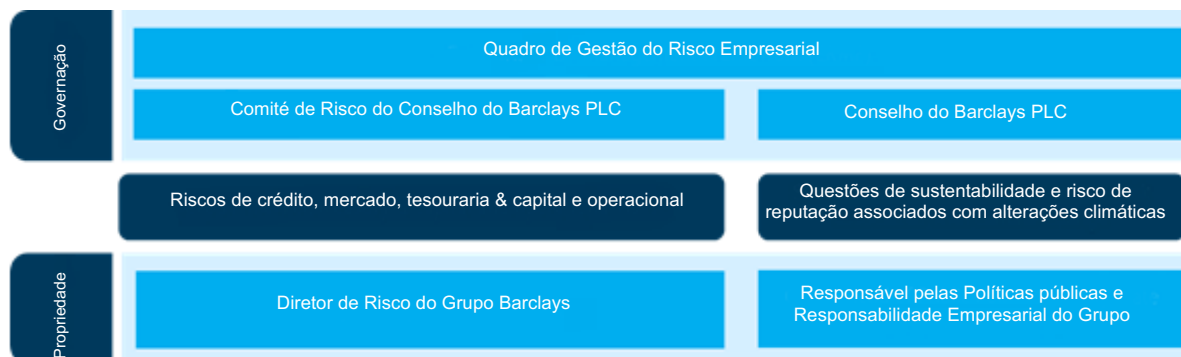 Governação
Quadro de Gestão do Risco Empresarial
Comité de Risco do Conselho do Barclays PLC
Conselho do Barclays PLC
Riscos de crédito, mercado, tesouraria & capital e operacional
Questões de sustentabilidade e risco de
reputação associados com alterações climáticas
Propriedade
Diretor de Risco do Grupo Barclays
Responsável pelas Políticas públicas e
Responsabilidade Empresarial do Grupo